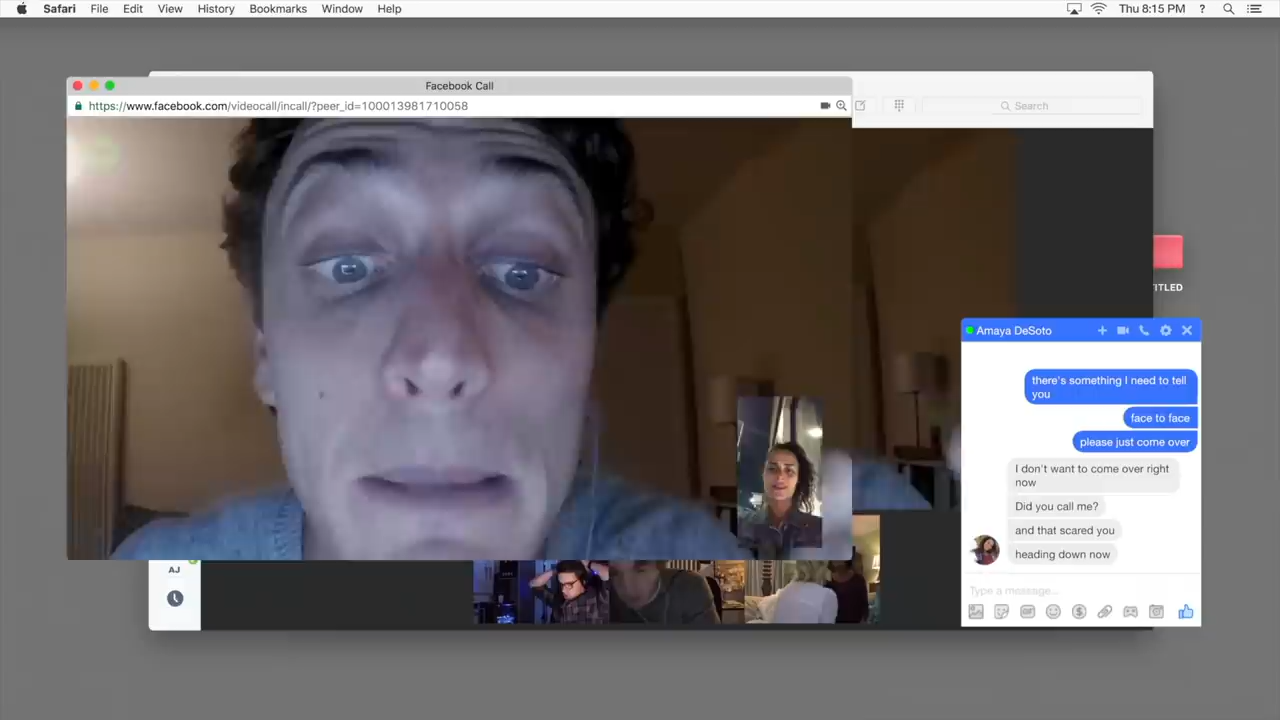 Safari File Edit View History Bookmarks Window Help Thu 8:15 PM ?
Facebook Call
https://www.facebook.com/videocall/incall/?peer_id=100013981710058
Search
TITLED
Amaya DeSoto
there's something I need to tell
you
face to face
please just come over
I don't want to come over right
now
Did you call me?
and that scared you
heading down now
Type a message...
AJ